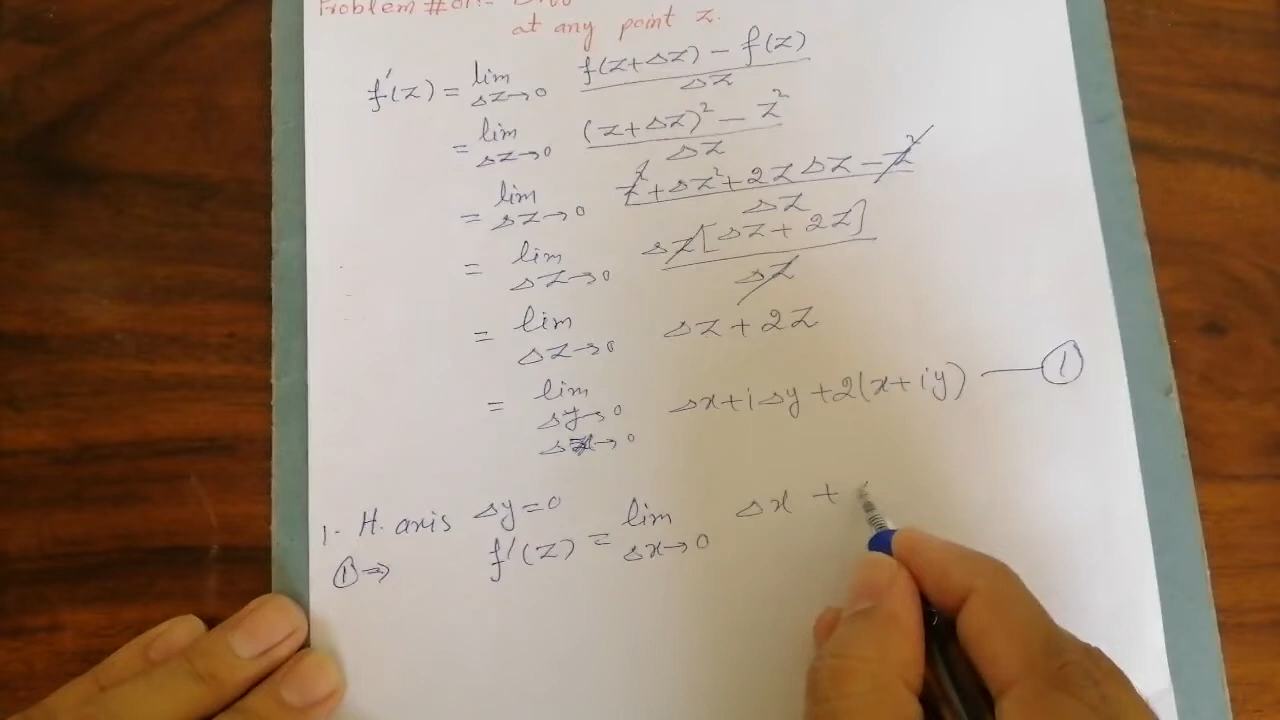 Problem #01:-
at any point z.
f'(z) = lim Δz→0 f(z+Δz) - f(z) / Δz
= lim Δz→0 (z+Δz)² - z² / Δz
= lim Δz→0 z² + Δz² + 2zΔz - z² / Δz
= lim Δz→0 Δz[Δz + 2z] / Δz
= lim Δz→0 Δz + 2z
= lim Δy→0 Δx→0 Δx + iΔy + 2(x + iy) — ①
1- H. axis Δy = 0
① ⇒ f'(z) = lim Δx→0 Δx +